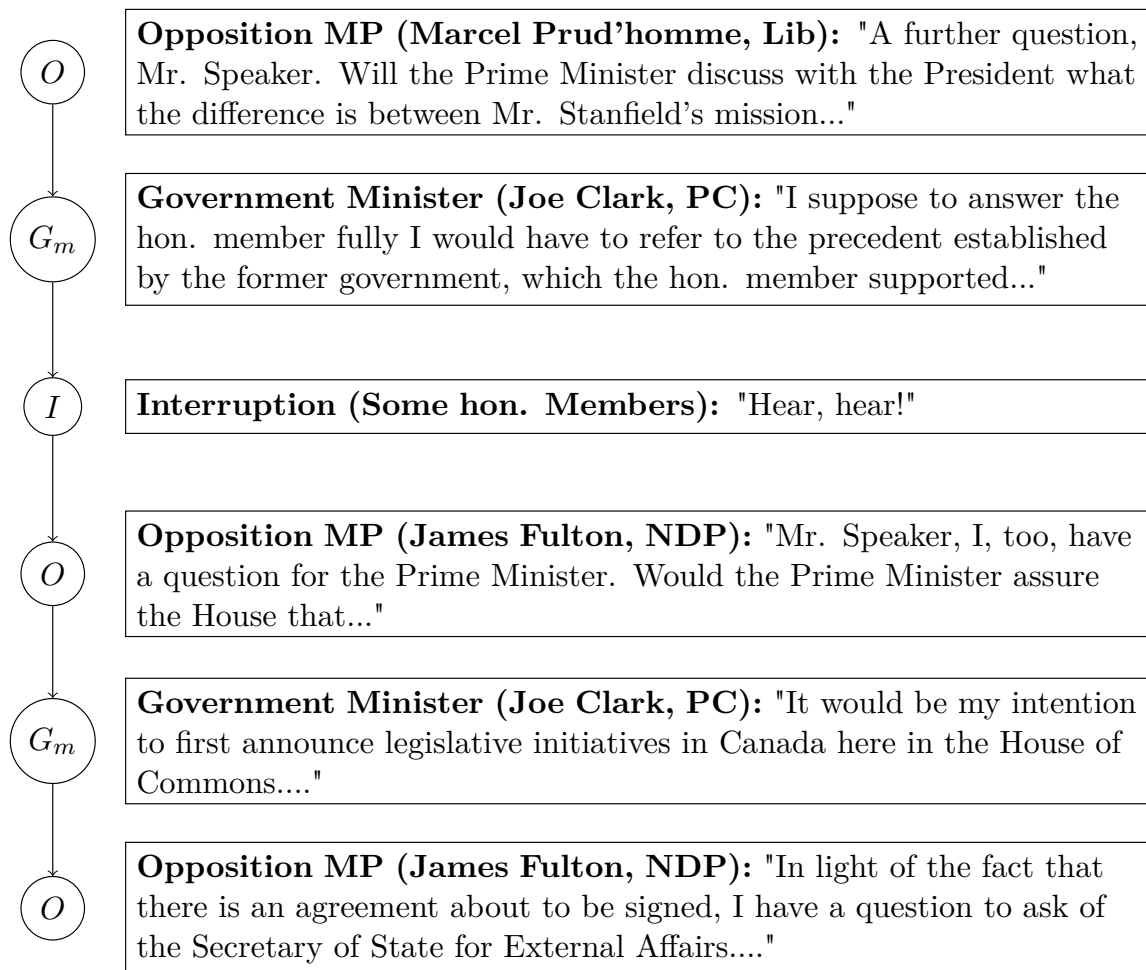 O
Opposition MP (Marcel Prud'homme, Lib): "A further question,
Mr. Speaker. Will the Prime Minister discuss with the President what
the difference is between Mr. Stanfield's mission..."
G_m
Government Minister (Joe Clark, PC): "I suppose to answer the
hon. member fully I would have to refer to the precedent established
by the former government, which the hon. member supported..."
I
Interruption (Some hon. Members): "Hear, hear!"
O
Opposition MP (James Fulton, NDP): "Mr. Speaker, I, too, have
a question for the Prime Minister. Would the Prime Minister assure
the House that..."
G_m
Government Minister (Joe Clark, PC): "It would be my intention
to first announce legislative initiatives in Canada here in the House of
Commons...."
O
Opposition MP (James Fulton, NDP): "In light of the fact that
there is an agreement about to be signed, I have a question to ask of
the Secretary of State for External Affairs...."